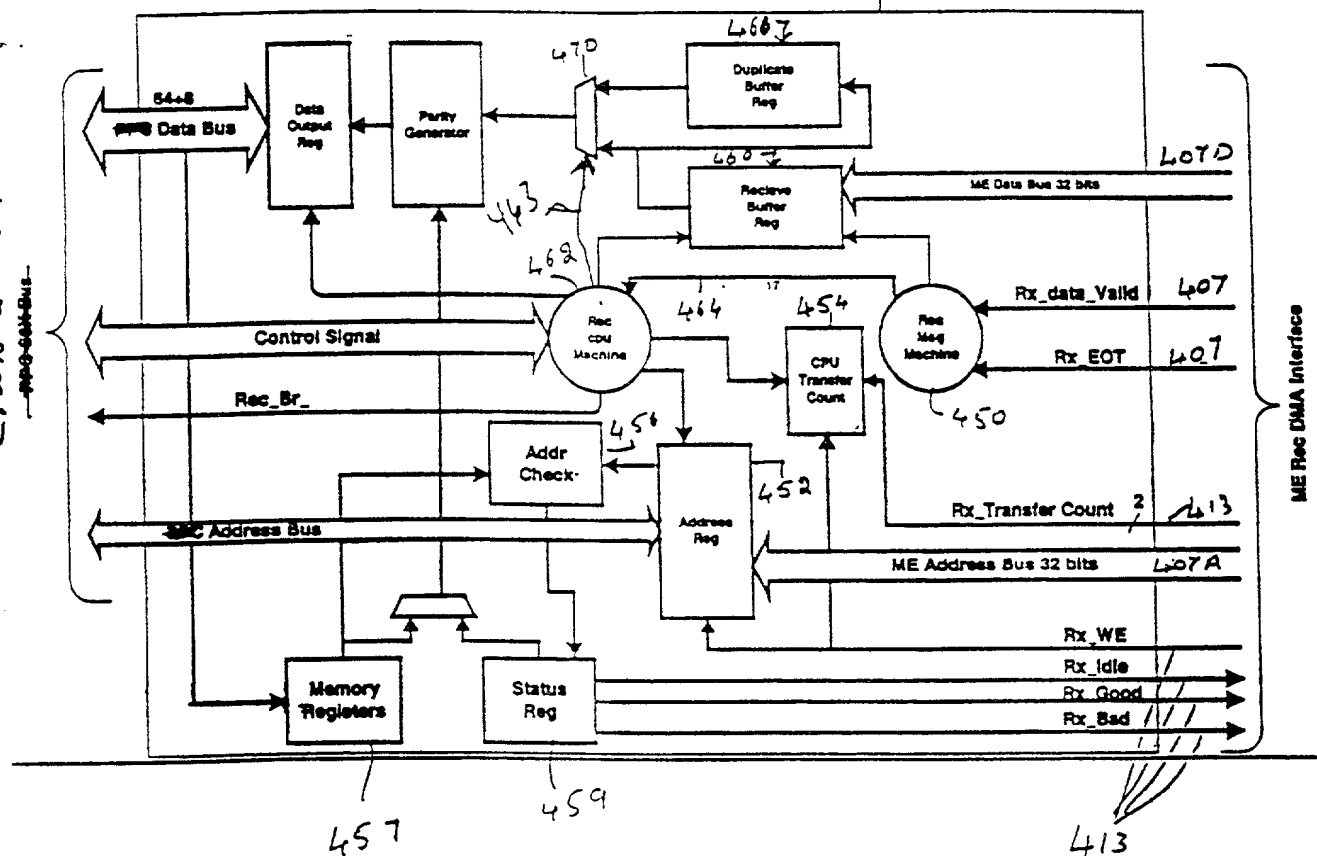 466
470
Duplicate
Buffer
Reg
64+8
Data Bus
Data
Output
Reg
Parity
Generator
460
407D
ME Data Bus 32 bits
Recieve
Buffer
Reg
443
462
464
17
454
Rx_data_Valid
407
Control Signal
Rec
cpu
Machine
CPU
Transfer
Count
Rec
Msg
Machine
Rx_EOT
407
Rec_Br_
450
456
Addr
Check
452
ME Rec DMA Interface
Address Bus
Address
Reg
Rx_Transfer Count
2
413
ME Address Bus 32 bits
407A
Rx_WE
Rx_Idle
Rx_Good
Rx_Bad
Memory
Registers
Status
Reg
457
459
413